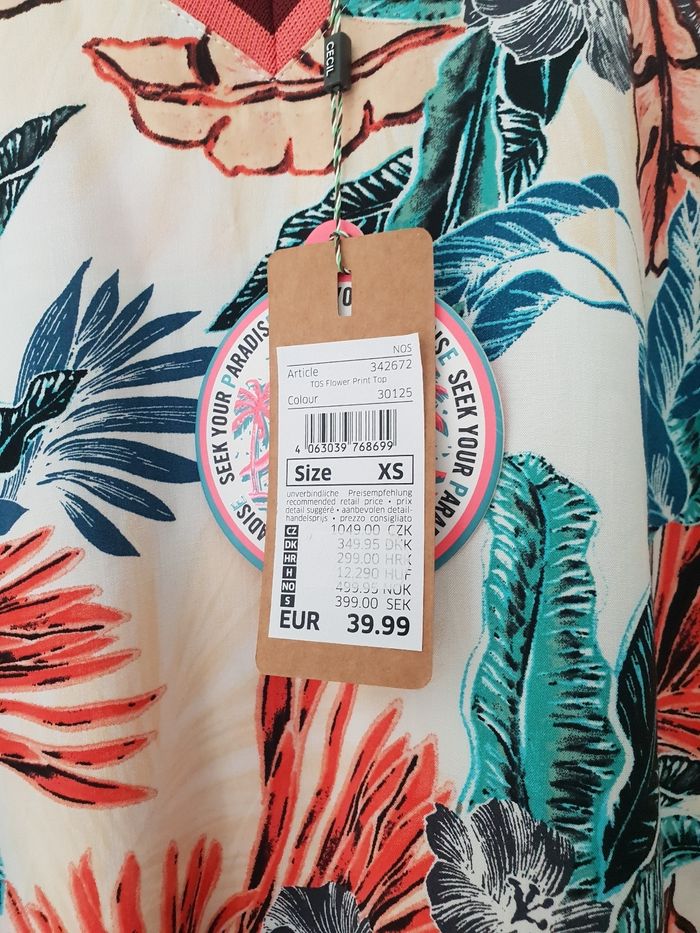 CECIL
SEEK YOUR PARADISE
SEEK YOUR PARADIS
NOS
Article 342672
TOS Flower Print Top
Colour 30125
4 063039 768699
Size XS
unverbindliche Preisempfehlung
recommended retail price • prix
detail suggéré • aanbevolen detail-
handelsprijs • prezzo consigliato
CZ 1049.00 CZK
DK 349.95 DKK
HR 299.00 HRK
H 12.290 HUF
NO 499.95 NOK
S 399.00 SEK
EUR 39.99